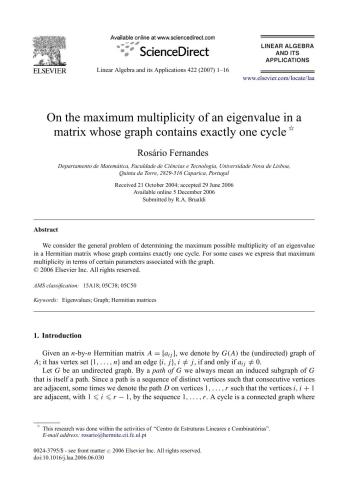 Available online at www.sciencedirect.com
ScienceDirect
ELSEVIER
Linear Algebra and its Applications 422 (2007) 1–16
LINEAR ALGEBRA
AND ITS
APPLICATIONS
www.elsevier.com/locate/laa
On the maximum multiplicity of an eigenvalue in a
matrix whose graph contains exactly one cycle ☆
Rosário Fernandes
Departamento de Matemática, Faculdade de Ciências e Tecnologia, Universidade Nova de Lisboa,
Quinta da Torre, 2829-516 Caparica, Portugal
Received 21 October 2004; accepted 29 June 2006
Available online 5 December 2006
Submitted by R.A. Brualdi
Abstract
We consider the general problem of determining the maximum possible multiplicity of an eigenvalue
in a Hermitian matrix whose graph contains exactly one cycle. For some cases we express that maximum
multiplicity in terms of certain parameters associated with the graph.
© 2006 Elsevier Inc. All rights reserved.
AMS classification: 15A18; 05C38; 05C50
Keywords: Eigenvalues; Graph; Hermitian matrices
1. Introduction
Given an n-by-n Hermitian matrix A = [aij], we denote by G(A) the (undirected) graph of
A; it has vertex set {1, . . . , n} and an edge {i, j}, i ≠ j, if and only if aij ≠ 0.
Let G be an undirected graph. By a path of G we always mean an induced subgraph of G
that is itself a path. Since a path is a sequence of distinct vertices such that consecutive vertices
are adjacent, some times we denote the path D on vertices 1, . . . , r such that the vertices i, i + 1
are adjacent, with 1 ⩽ i ⩽ r − 1, by the sequence 1, . . . , r. A cycle is a connected graph where
☆ This research was done within the activities of “Centro de Estruturas Lineares e Combinatórias”.
E-mail address: rosario@hermite.cii.fc.ul.pt
0024-3795/$ - see front matter © 2006 Elsevier Inc. All rights reserved.
doi:10.1016/j.laa.2006.06.030